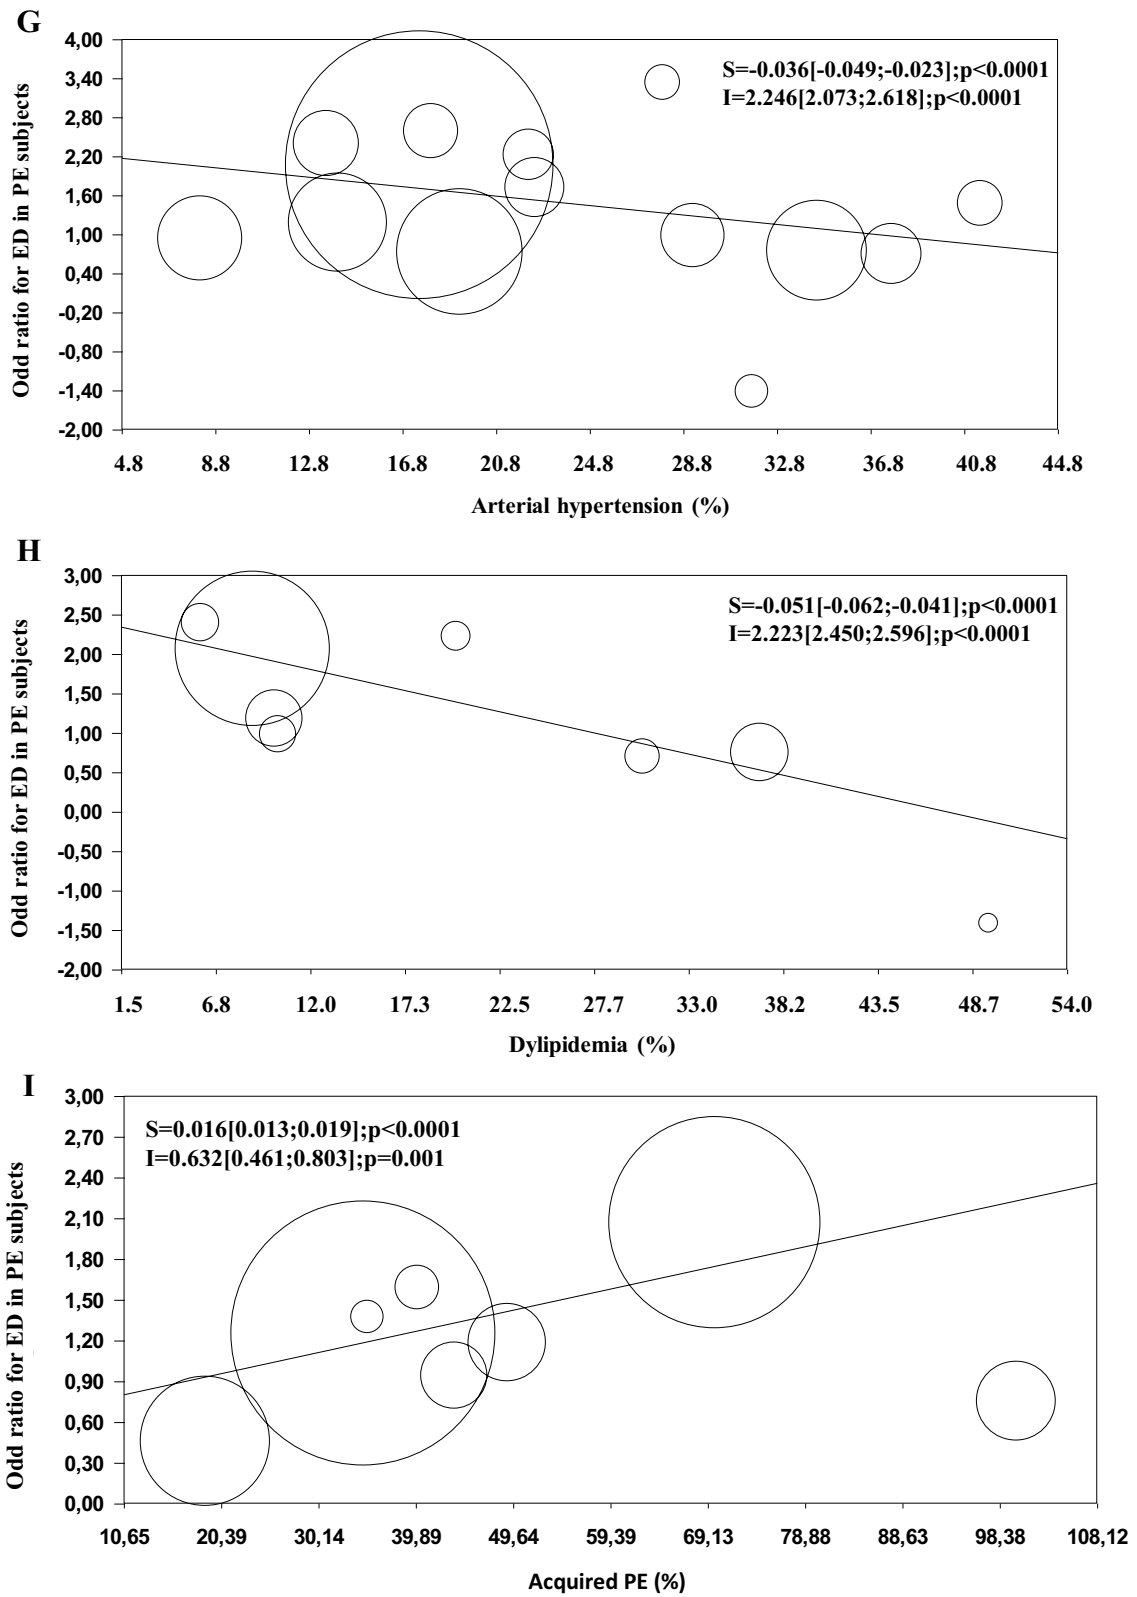 G
Odd ratio for ED in PE subjects
4,00
3,40
2,80
2,20
1,60
1,00
0,40
-0,20
-0,80
-1,40
-2,00
S=-0.036[-0.049;-0.023];p<0.0001
I=2.246[2.073;2.618];p<0.0001
4.8 8.8 12.8 16.8 20.8 24.8 28.8 32.8 36.8 40.8 44.8
Arterial hypertension (%)
H
Odd ratio for ED in PE subjects
3,00
2,50
2,00
1,50
1,00
0,50
0,00
-0,50
-1,00
-1,50
-2,00
S=-0.051[-0.062;-0.041];p<0.0001
I=2.223[2.450;2.596];p<0.0001
1.5 6.8 12.0 17.3 22.5 27.7 33.0 38.2 43.5 48.7 54.0
Dylipidemia (%)
I
Odd ratio for ED in PE subjects
3,00
2,70
2,40
2,10
1,80
1,50
1,20
0,90
0,60
0,30
0,00
S=0.016[0.013;0.019];p<0.0001
I=0.632[0.461;0.803];p=0.001
10,65 20,39 30,14 39,89 49,64 59,39 69,13 78,88 88,63 98,38 108,12
Acquired PE (%)